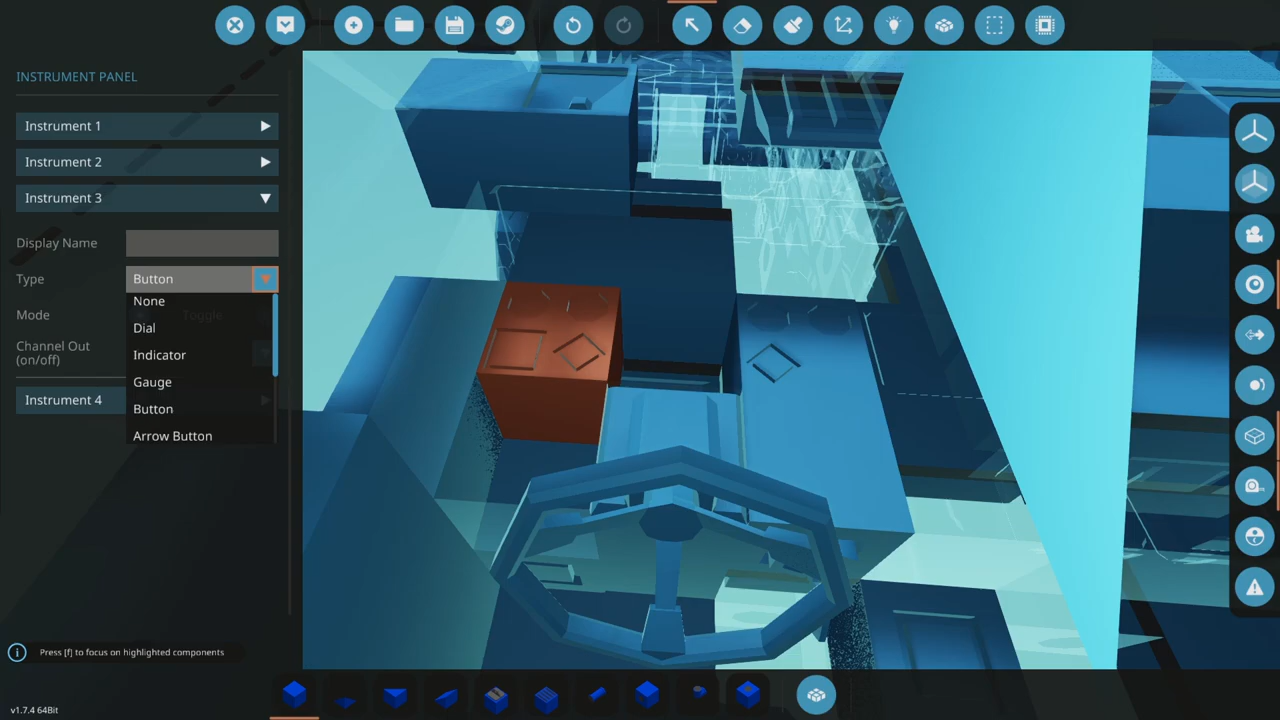 INSTRUMENT PANEL
Instrument 1
Instrument 2
Instrument 3
Display Name
Type
Button
None
Mode
Toggle
Dial
Channel Out
(on/off)
Indicator
Gauge
Instrument 4
Button
Arrow Button
Press [f] to focus on highlighted components
v1.7.4 64Bit